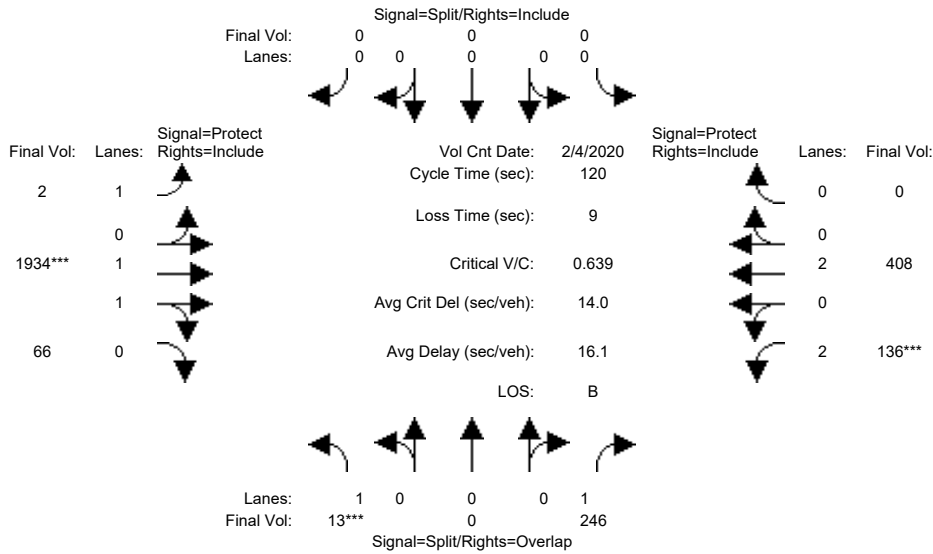 Signal=Split/Rights=Include
Final Vol: 0 0 0
Lanes: 0 0 0 0 0
Signal=Protect Signal=Protect
Final Vol: Lanes: Rights=Include Vol Cnt Date: 2/4/2020 Rights=Include Lanes: Final Vol:
Cycle Time (sec): 120
2 1 0 0
Loss Time (sec): 9
0 0
1934*** 1 Critical V/C: 0.639 2 408
1 Avg Crit Del (sec/veh): 14.0 0
66 0 Avg Delay (sec/veh): 16.1 2 136***
LOS: B
Lanes: 1 0 0 0 1
Final Vol: 13*** 0 246
Signal=Split/Rights=Overlap